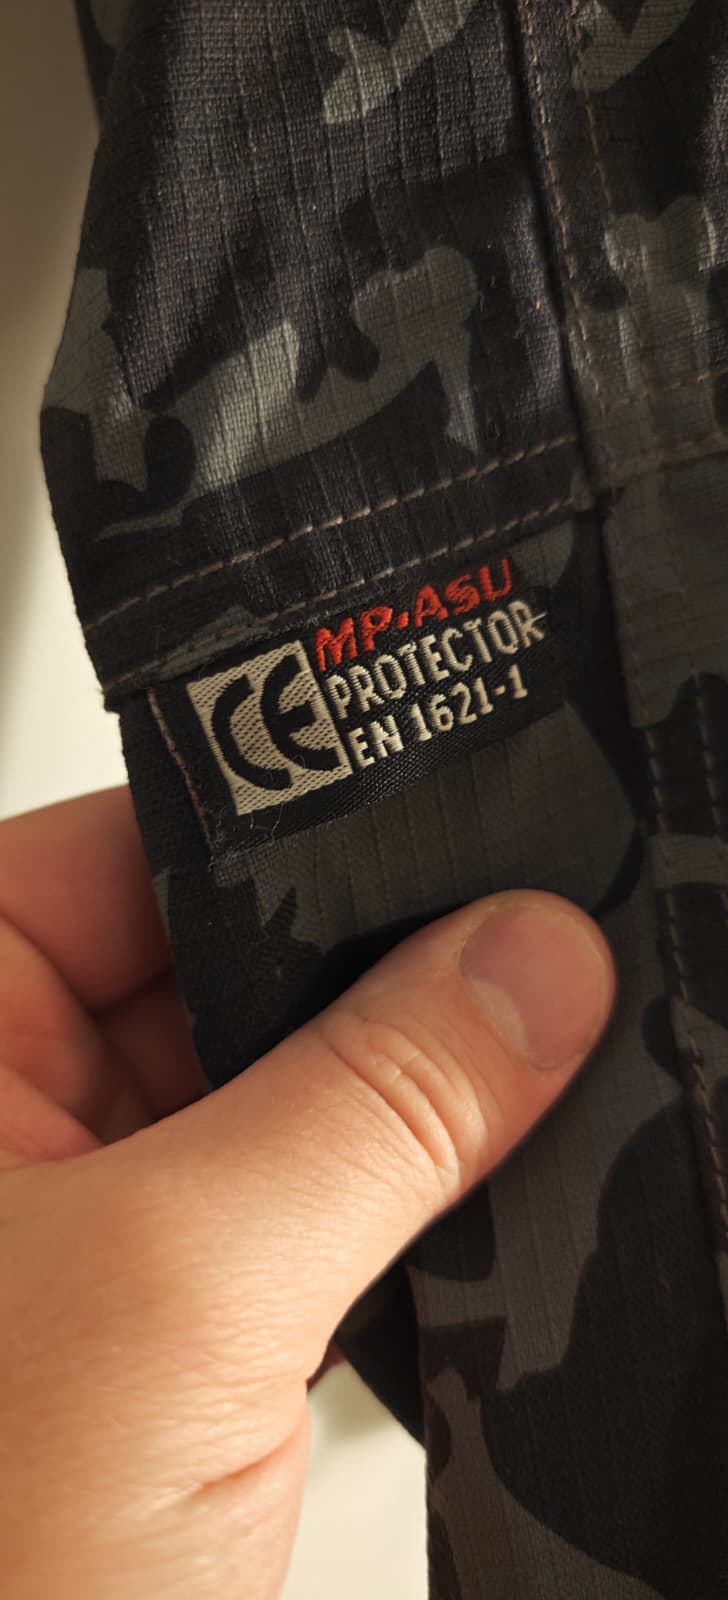 CE
MP-ASU
PROTECTOR
EN 1621-1